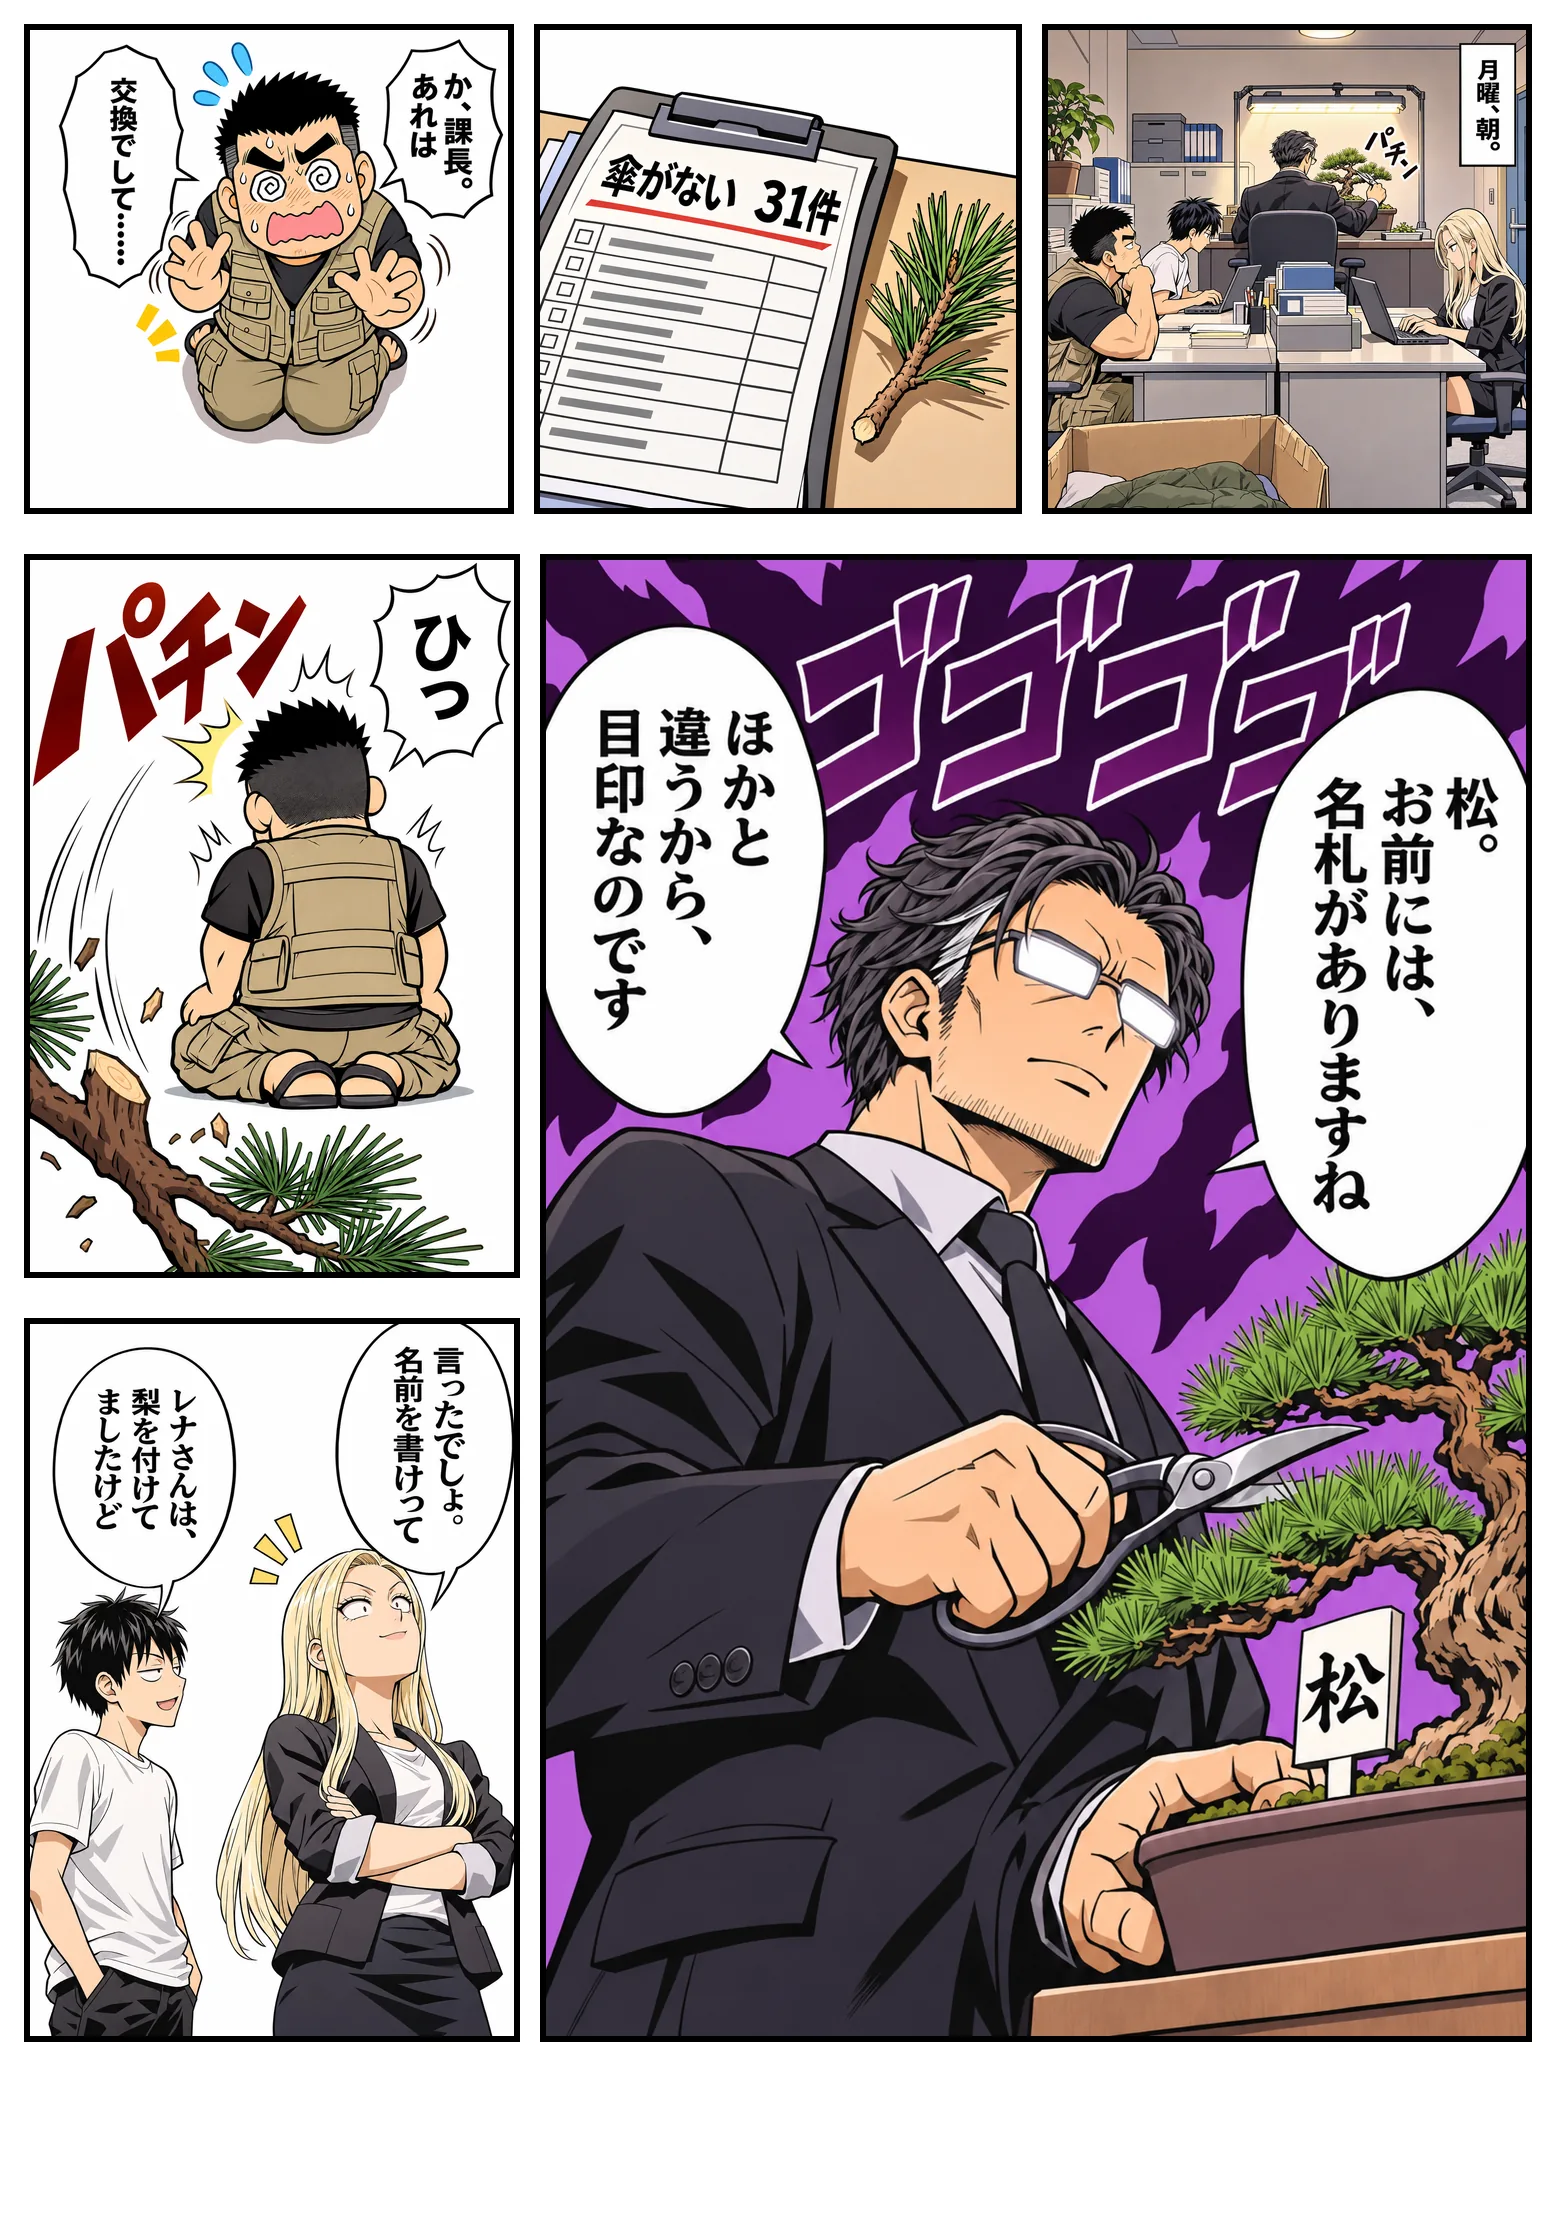 月曜、朝。
パチン
傘がない 31件
か、課長。
あれは
交換でして……
ゴゴゴゴ
松。
お前には、
名札がありますね
ほかと
違うから、
目印なのです
松
ひっ
パチン
言ったでしょ。
名前を書けって
レナさんは、
梨を付けて
ましたけど